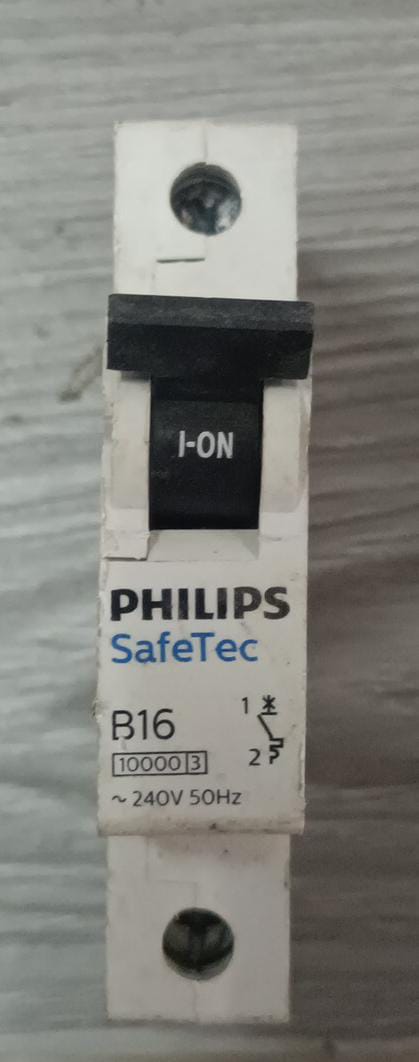 I-ON
PHILIPS
SafeTec
B16
1
10000 3
2
~ 240V 50Hz